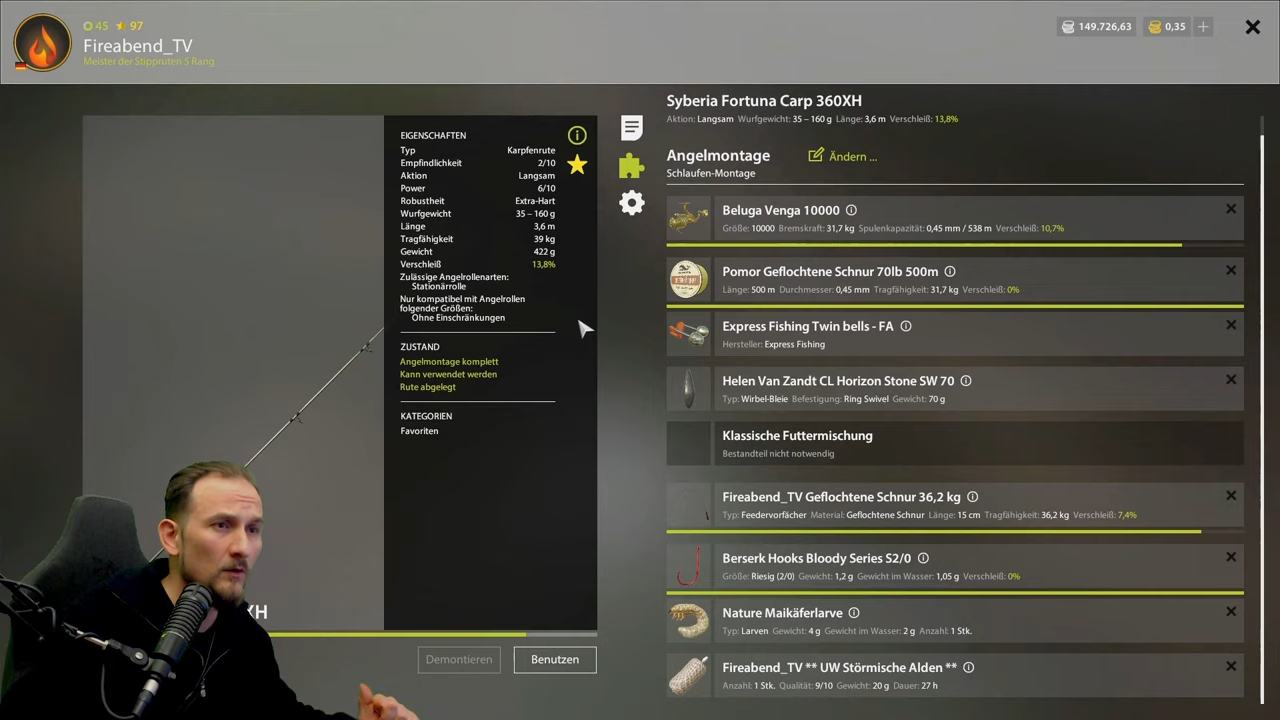 45 97
149.726,63 0,35
Fireabend_TV
Meister der Stippruten 5 Rang
EIGENSCHAFTEN
Typ Karpfenrute
Empfindlichkeit 2/10
Aktion Langsam
Power 6/10
Robustheit Extra-Hart
Wurfgewicht 35 – 160 g
Länge 3,6 m
Tragfähigkeit 39 kg
Gewicht 422 g
Verschleiß 13,8%
Zulässige Angelrollenarten:
Stationärrolle
Nur kompatibel mit Angelrollen
folgender Größen:
Ohne Einschränkungen
ZUSTAND
Angelmontage komplett
Kann verwendet werden
Rute abgelegt
KATEGORIEN
Favoriten
XH
Demontieren
Benutzen
Syberia Fortuna Carp 360XH
Aktion: Langsam Wurfgewicht: 35 – 160 g Länge: 3,6 m Verschleiß: 13,8%
Angelmontage
Ändern ...
Schlaufen-Montage
Beluga Venga 10000
Größe: 10000 Bremskraft: 31,7 kg Spulenkapazität: 0,45 mm / 538 m Verschleiß: 10,7%
Pomor Geflochtene Schnur 70lb 500m
Länge: 500 m Durchmesser: 0,45 mm Tragfähigkeit: 31,7 kg Verschleiß: 0%
Express Fishing Twin bells - FA
Hersteller: Express Fishing
Helen Van Zandt CL Horizon Stone SW 70
Typ: Wirbel-Bleie Befestigung: Ring Swivel Gewicht: 70 g
Klassische Futtermischung
Bestandteil nicht notwendig
Fireabend_TV Geflochtene Schnur 36,2 kg
Typ: Feedervorfächer Material: Geflochtene Schnur Länge: 15 cm Tragfähigkeit: 36,2 kg Verschleiß: 7,4%
Berserk Hooks Bloody Series S2/0
Größe: Riesig (2/0) Gewicht: 1,2 g Gewicht im Wasser: 1,05 g Verschleiß: 0%
Nature Maikäferlarve
Typ: Larven Gewicht: 4 g Gewicht im Wasser: 2 g Anzahl: 1 Stk.
Fireabend_TV ** UW Störmische Alden **
Anzahl: 1 Stk. Qualität: 9/10 Gewicht: 20 g Dauer: 27 h